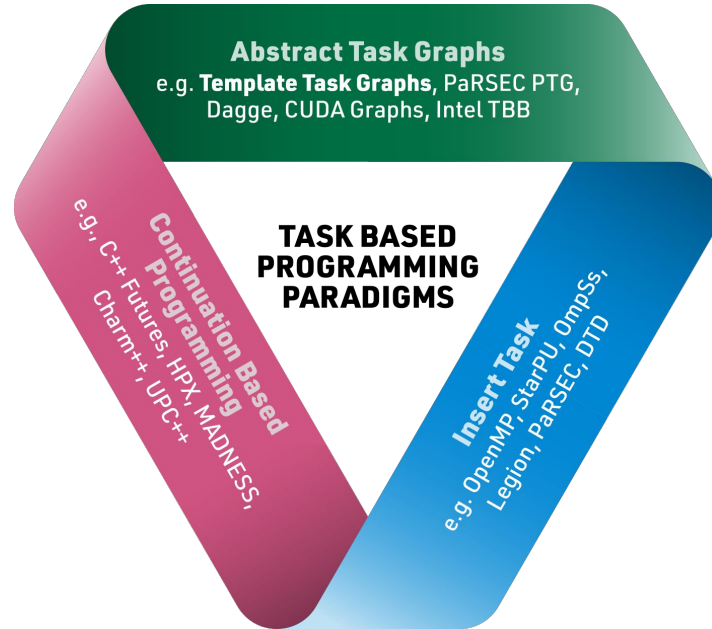 Abstract Task Graphs
e.g. Template Task Graphs, PaRSEC PTG,
Dagge, CUDA Graphs, Intel TBB
TASK BASED
PROGRAMMING
PARADIGMS
Continuation Based
Programming
e.g., C++ Futures, HPX, MADNESS,
Charm++, UPC++
Insert Task
e.g. OpenMP, StarPU, OmpSs,
Legion, PaRSEC, DTD